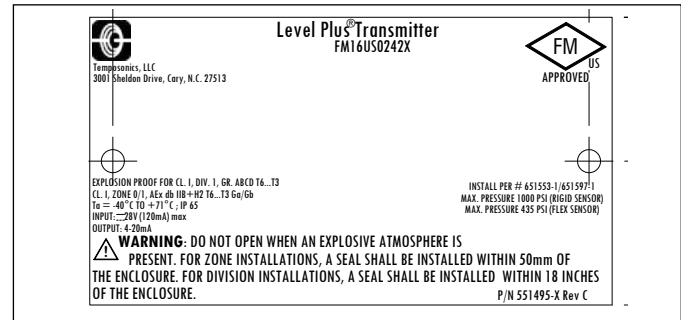 Level Plus® Transmitter
FM16US0242X
FM
US
APPROVED
Temposonics, LLC
3001 Sheldon Drive, Cary, N.C. 27513
EXPLOSION PROOF FOR CL. I, DIV. 1, GR. ABCD T6...T3
CL. I, ZONE 0/1, AEx db IIB+H2 T6...T3 Ga/Gb
Ta = -40°C TO +71°C ; IP 65
INPUT: ⎓28V (120mA) max
OUTPUT: 4-20mA
INSTALL PER # 651553-1/651597-1
MAX. PRESSURE 1000 PSI (RIGID SENSOR)
MAX. PRESSURE 435 PSI (FLEX SENSOR)
WARNING: DO NOT OPEN WHEN AN EXPLOSIVE ATMOSPHERE IS
PRESENT. FOR ZONE INSTALLATIONS, A SEAL SHALL BE INSTALLED WITHIN 50mm OF
THE ENCLOSURE. FOR DIVISION INSTALLATIONS, A SEAL SHALL BE INSTALLED WITHIN 18 INCHES
OF THE ENCLOSURE.
P/N 551495-X Rev C